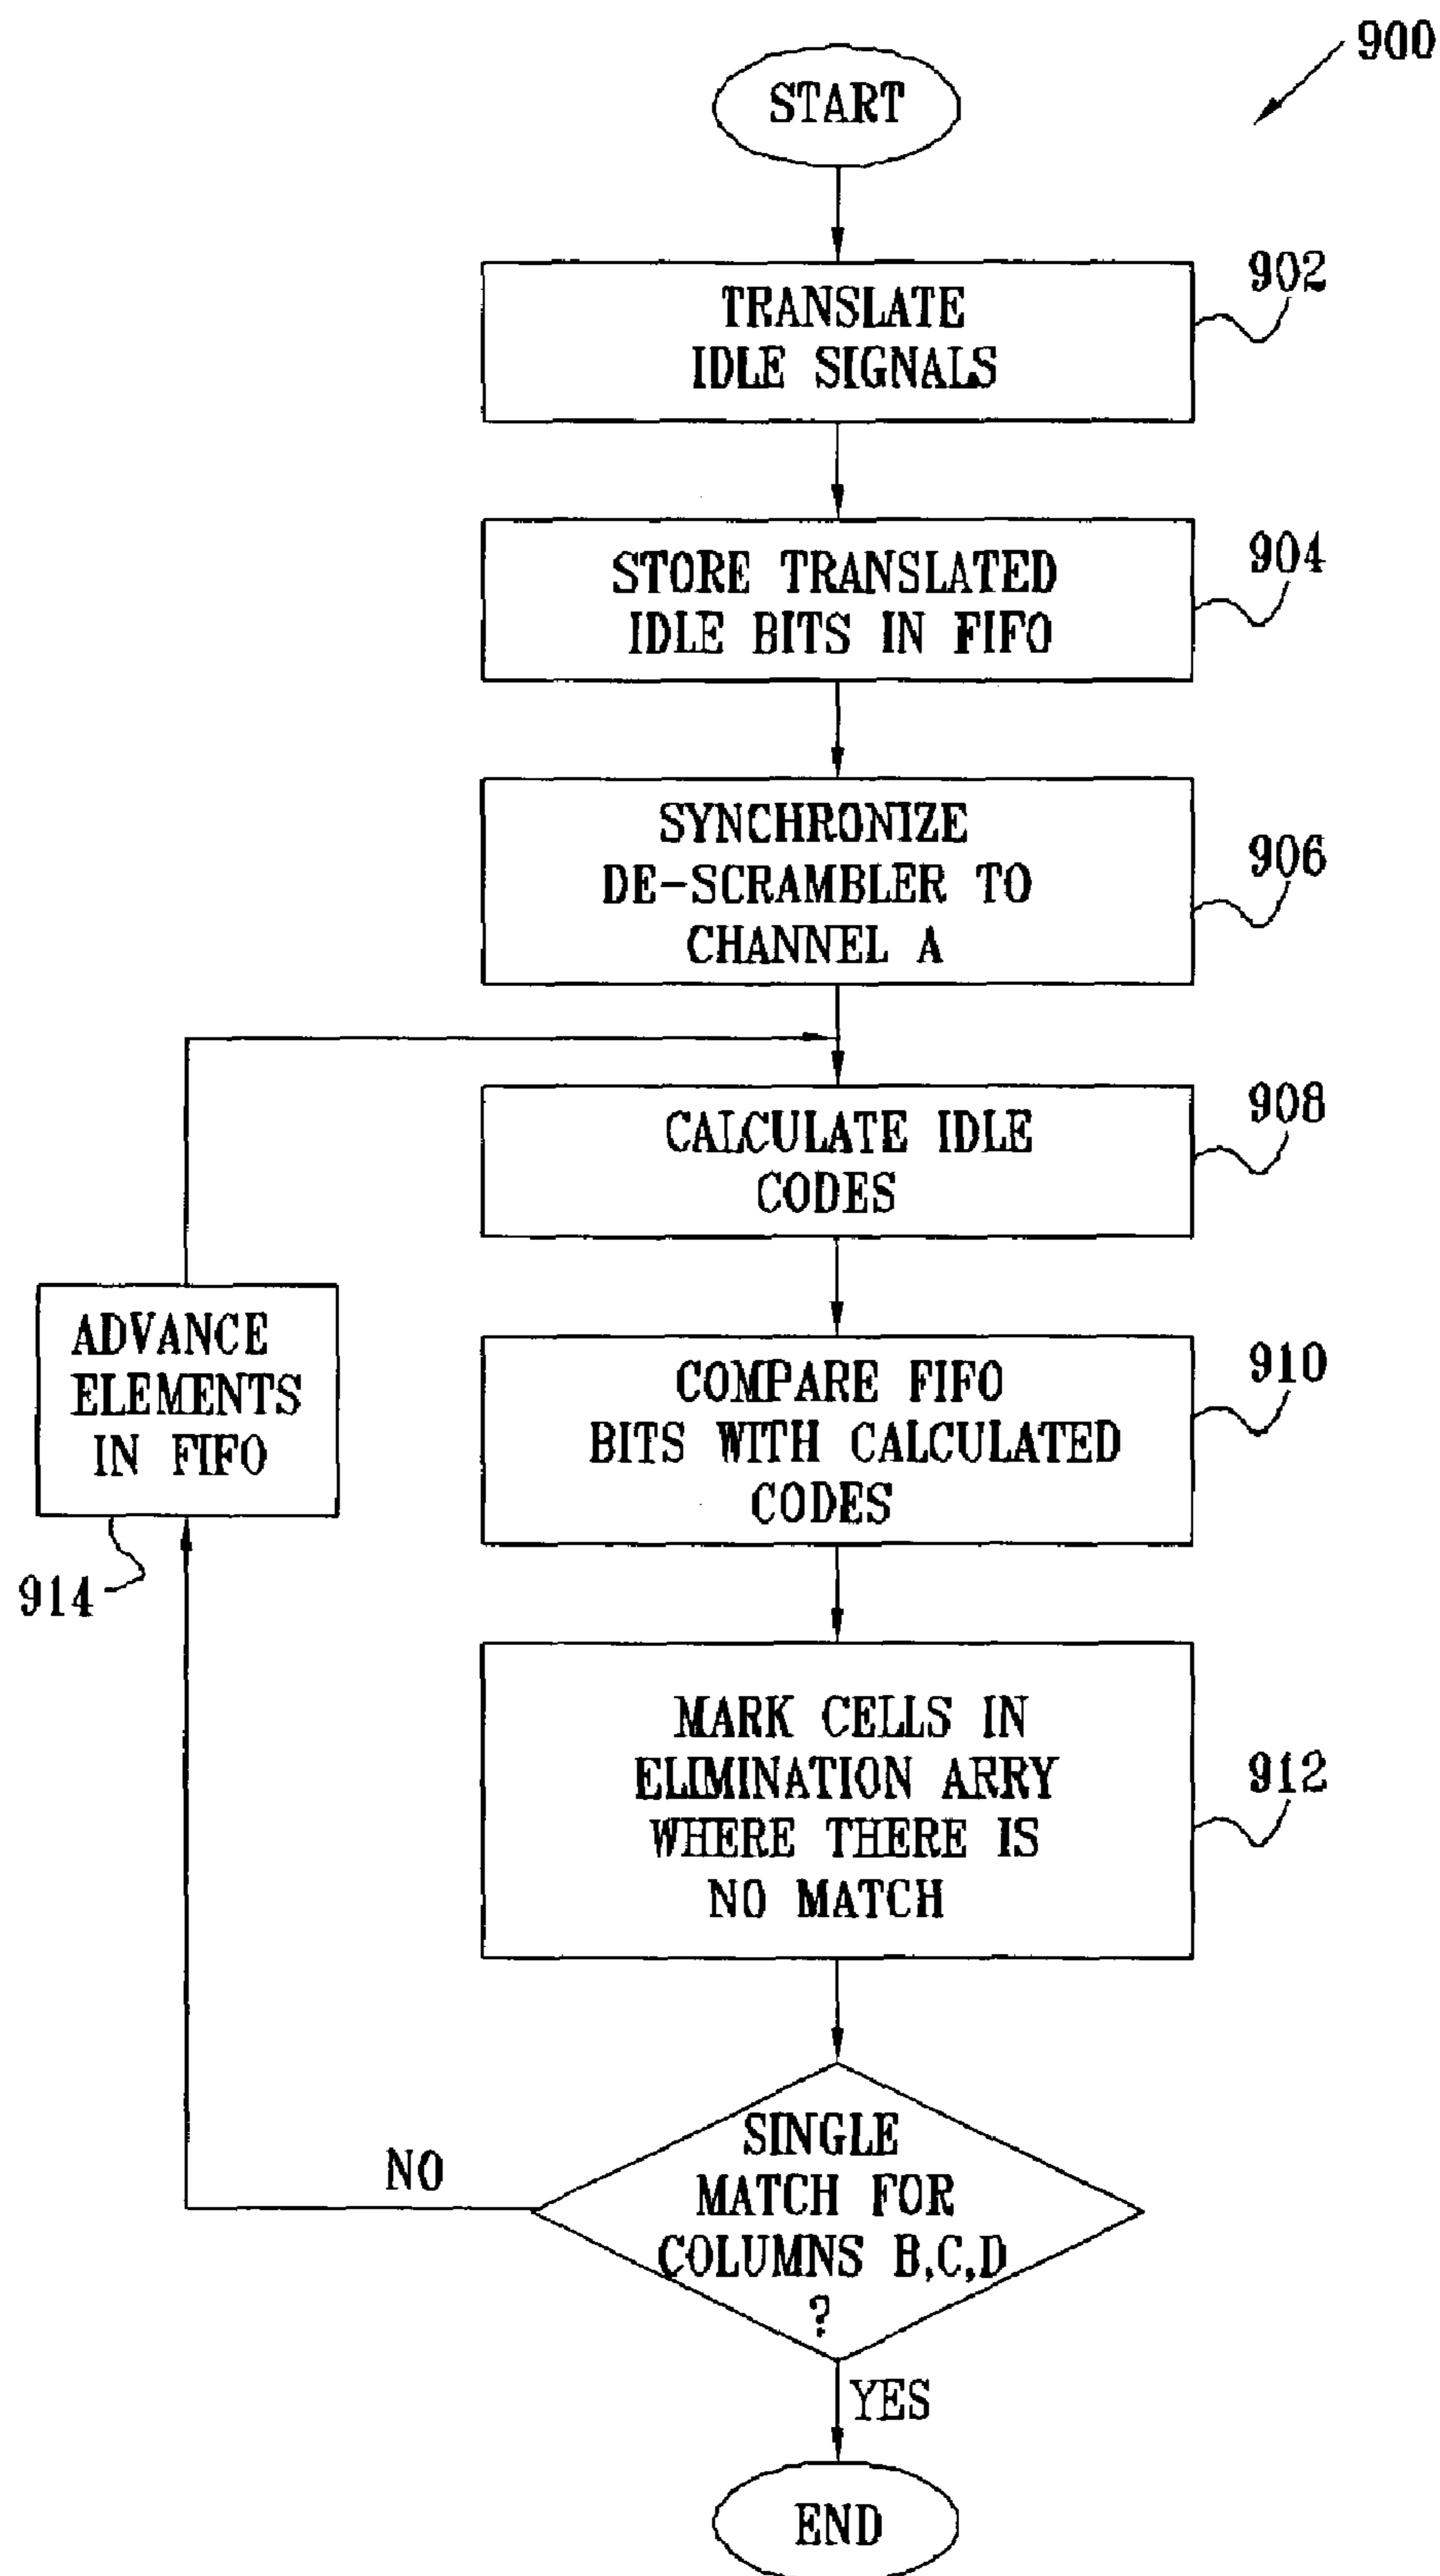 900
START
902
TRANSLATE
IDLE SIGNALS
904
STORE TRANSLATED
IDLE BITS IN FIFO
906
SYNCHRONIZE
DE-SCRAMBLER TO
CHANNEL A
908
CALCULATE IDLE
CODES
ADVANCE
ELEMENTS
IN FIFO
914
910
COMPARE FIFO
BITS WITH CALCULATED
CODES
912
MARK CELLS IN
ELIMINATION ARRY
WHERE THERE IS
NO MATCH
SINGLE
MATCH FOR
COLUMNS B,C,D
?
NO
YES
END